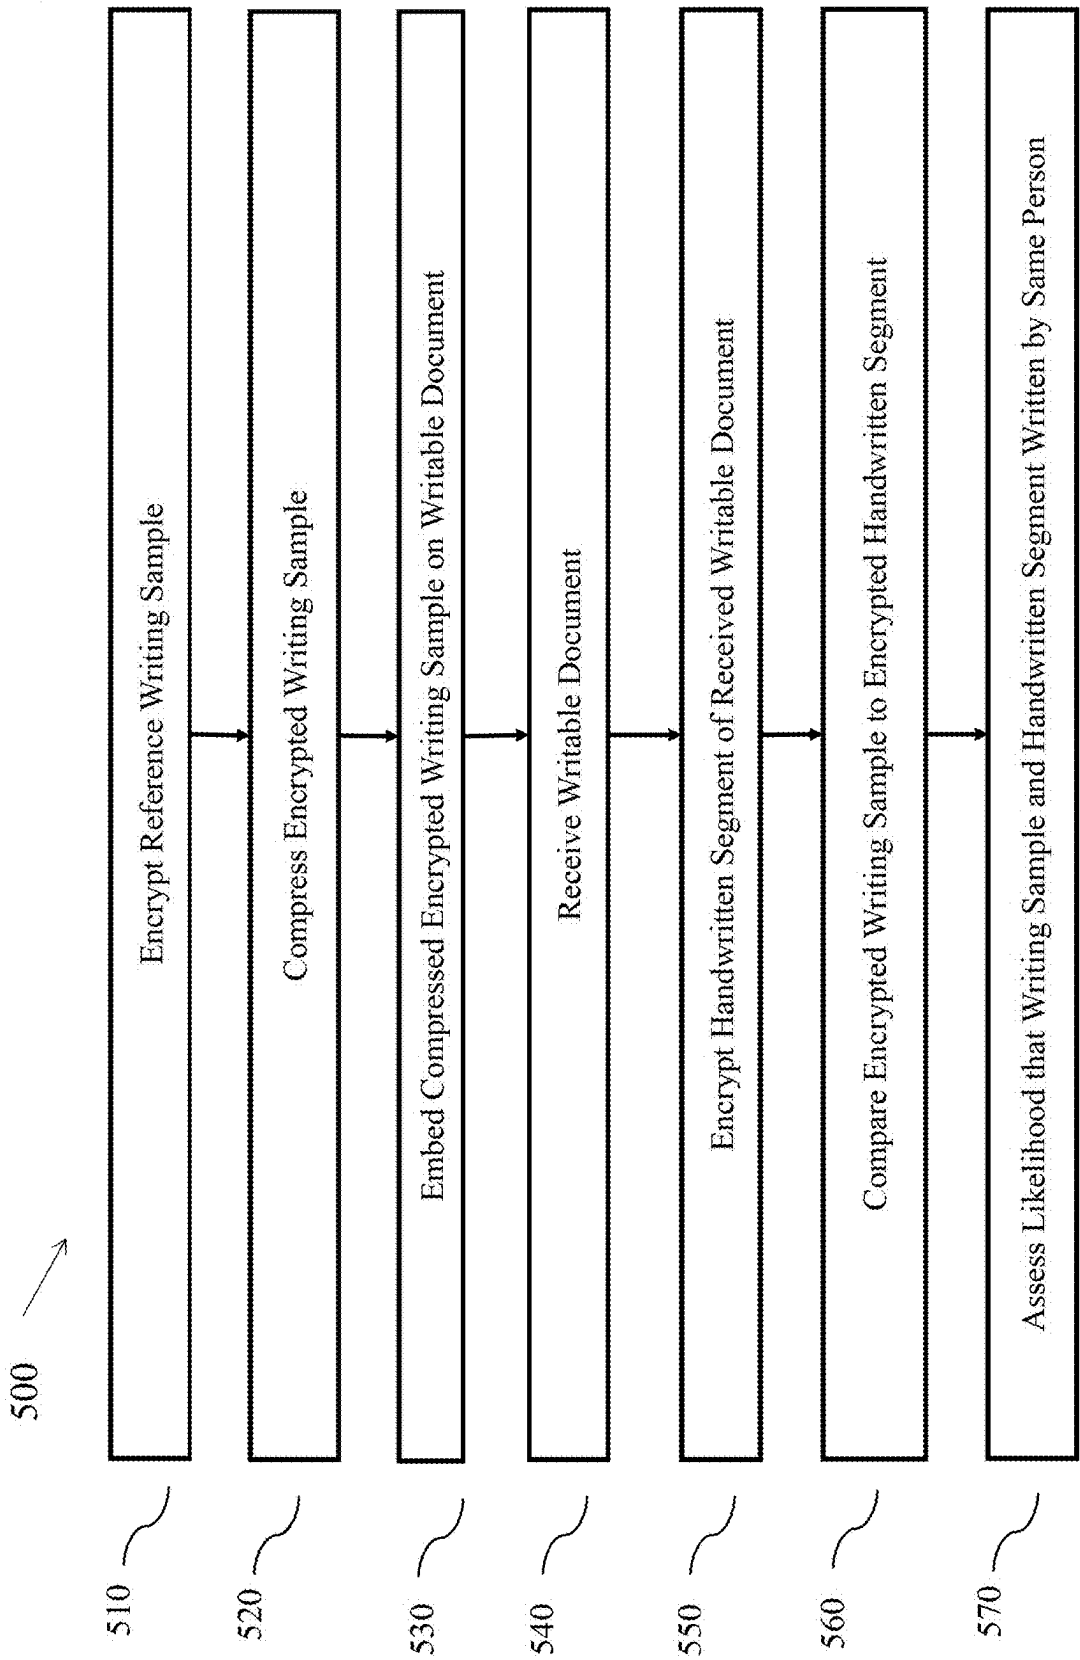 500
510
Encrypt Reference Writing Sample
520
Compress Encrypted Writing Sample
530
Embed Compressed Encrypted Writing Sample on Writable Document
540
Receive Writable Document
550
Encrypt Handwritten Segment of Received Writable Document
560
Compare Encrypted Writing Sample to Encrypted Handwritten Segment
570
Assess Likelihood that Writing Sample and Handwritten Segment Written by Same Person